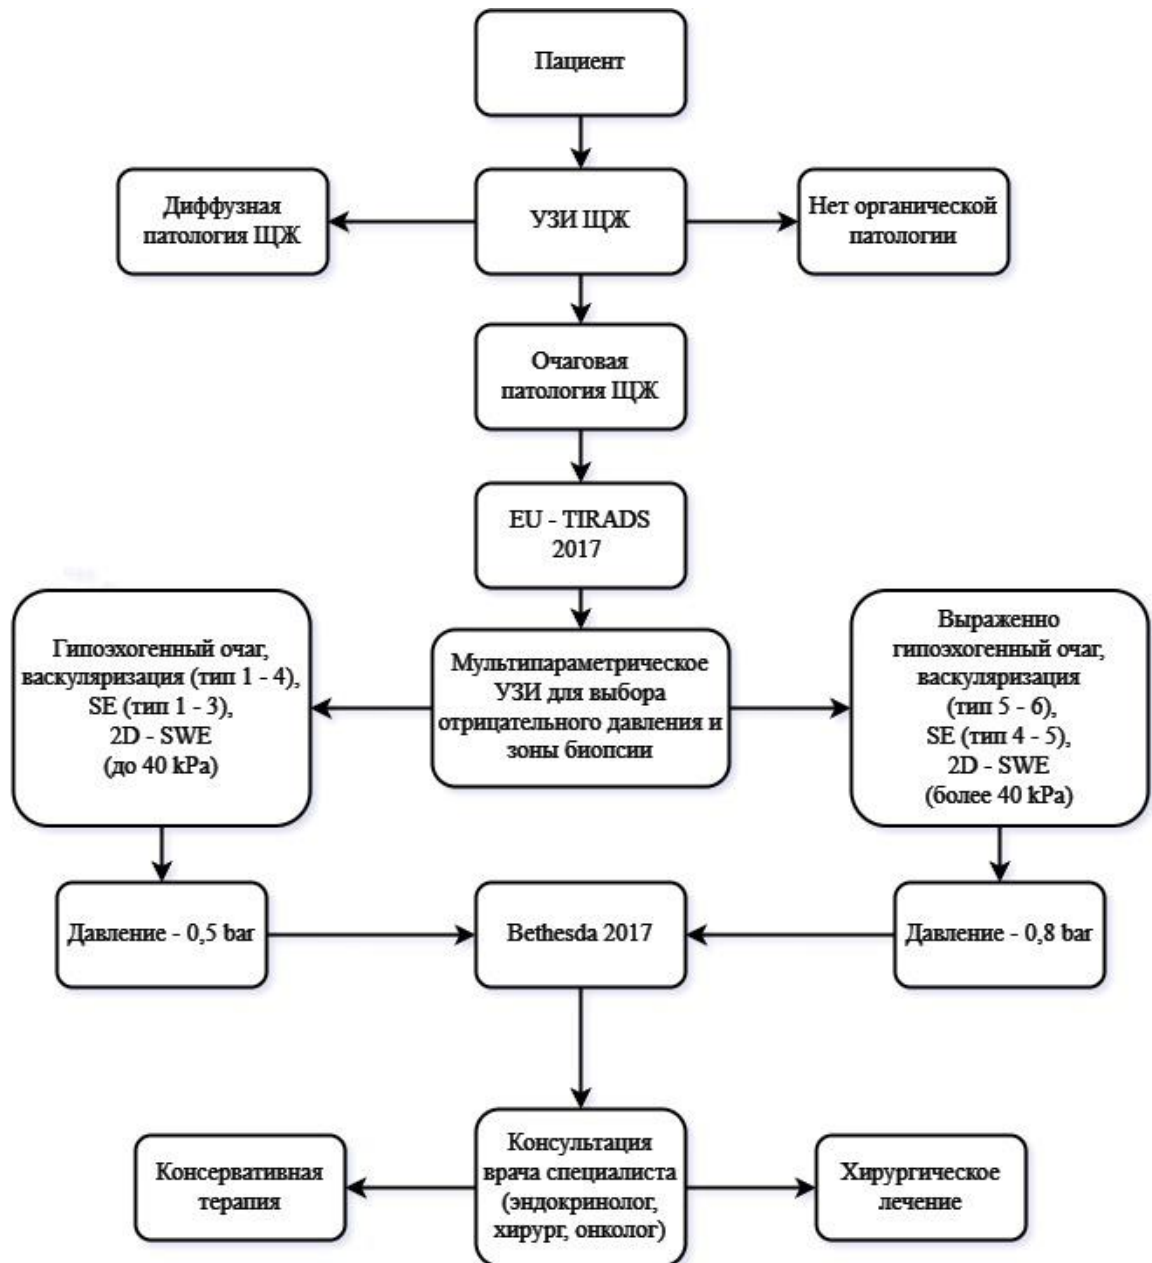 Пациент
Диффузная
патология ЩЖ
УЗИ ЩЖ
Нет органической
патологии
Очаговая
патология ЩЖ
EU - TIRADS
2017
Гипоэхогенный очаг,
васкуляризация (тип 1 - 4),
SE (тип 1 - 3),
2D - SWE
(до 40 kPa)
Мультипараметрическое
УЗИ для выбора
отрицательного давления и
зоны биопсии
Выраженно
гипоэхогенный очаг,
васкуляризация
(тип 5 - 6),
SE (тип 4 - 5),
2D - SWE
(более 40 kPa)
Давление - 0,5 bar
Bethesda 2017
Давление - 0,8 bar
Консервативная
терапия
Консультация
врача специалиста
(эндокринолог,
хирург, онколог)
Хирургическое
лечение